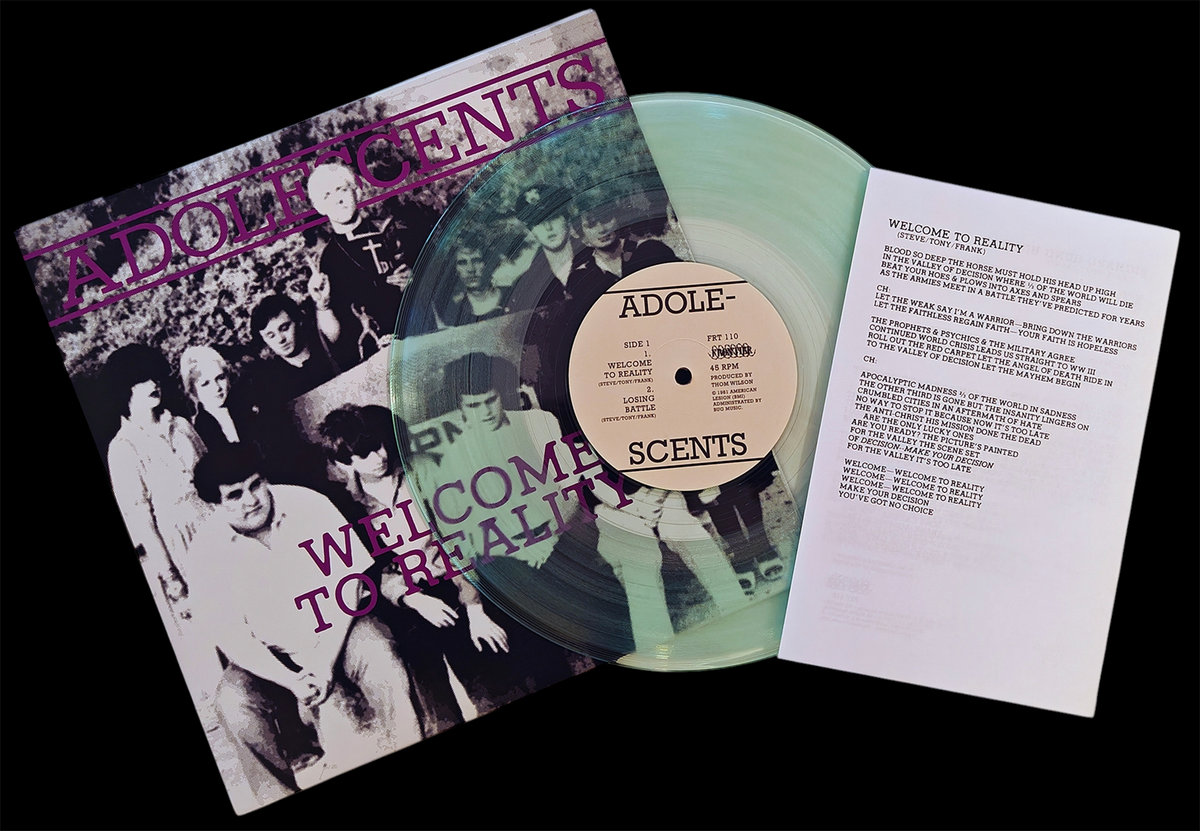 ADOLESCENTS
WELCOME
TO REALITY
ADOLE-
SIDE 1
1.
WELCOME
TO REALITY
(STEVE/TONY/FRANK)
2.
LOSING
BATTLE
(STEVE/TONY/FRANK)
FRT 110
FRONTIER
45 RPM
PRODUCED BY
THOM WILSON
© 1981 AMERICAN
LESION (BMI)
ADMINISTERED BY
BUG MUSIC.
SCENTS
WELCOME TO REALITY
(STEVE/TONY/FRANK)
BLOOD SO DEEP THE HORSE MUST HOLD HIS HEAD UP HIGH
IN THE VALLEY OF DECISION WHERE ⅓ OF THE WORLD WILL DIE
BEAT YOUR HOES & PLOWS INTO AXES AND SPEARS
AS THE ARMIES MEET IN A BATTLE THEY'VE PREDICTED FOR YEARS
CH:
LET THE WEAK SAY I'M A WARRIOR—BRING DOWN THE WARRIORS
LET THE FAITHLESS REGAIN FAITH—YOUR FAITH IS HOPELESS
THE PROPHETS & PSYCHICS & THE MILITARY AGREE
CONTINUED WORLD CRISIS LEADS US STRAIGHT TO WW III
ROLL OUT THE RED CARPET LET THE ANGEL OF DEATH RIDE IN
TO THE VALLEY OF DECISION LET THE MAYHEM BEGIN
CH:
APOCALYPTIC MADNESS ⅔ OF THE WORLD IN SADNESS
THE OTHER THIRD IS GONE BUT THE INSANITY LINGERS ON
CRUMBLED CITIES IN AN AFTERMATH OF HATE
NO WAY TO STOP IT BECAUSE NOW IT'S TOO LATE
THE ANTI-CHRIST HIS MISSION DONE THE DEAD
ARE THE ONLY LUCKY ONES
ARE YOU READY? THE PICTURE'S PAINTED
FOR THE VALLEY THE SCENE SET
OF DECISION—MAKE YOUR DECISION
FOR THE VALLEY IT'S TOO LATE
WELCOME—WELCOME TO REALITY
WELCOME—WELCOME TO REALITY
WELCOME—WELCOME TO REALITY
MAKE YOUR DECISION
YOU'VE GOT NO CHOICE